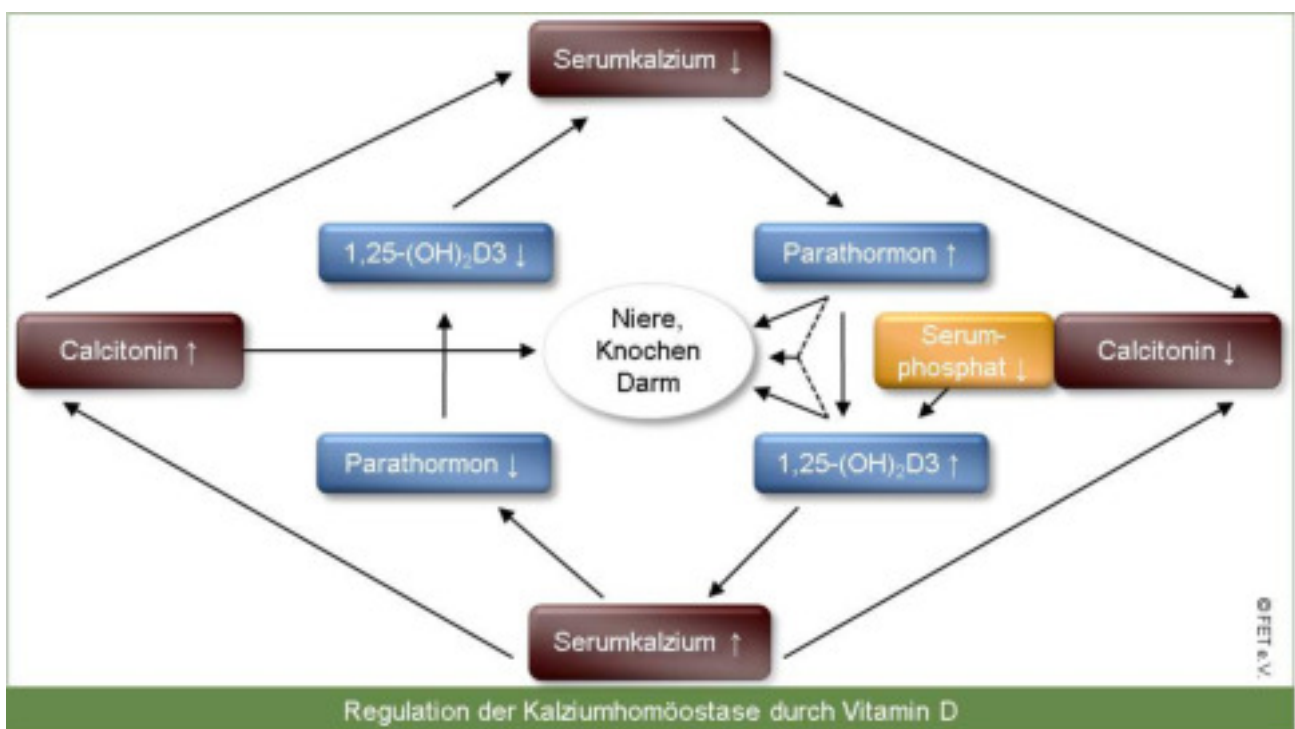 Serumkalzium ↓
1,25-(OH)₂D3 ↓
Parathormon ↑
Calcitonin ↑
Niere,
Knochen
Darm
Serum-
phosphat ↓
Calcitonin ↓
Parathormon ↓
1,25-(OH)₂D3 ↑
Serumkalzium ↑
© FET e.V.
Regulation der Kalziumhomöostase durch Vitamin D